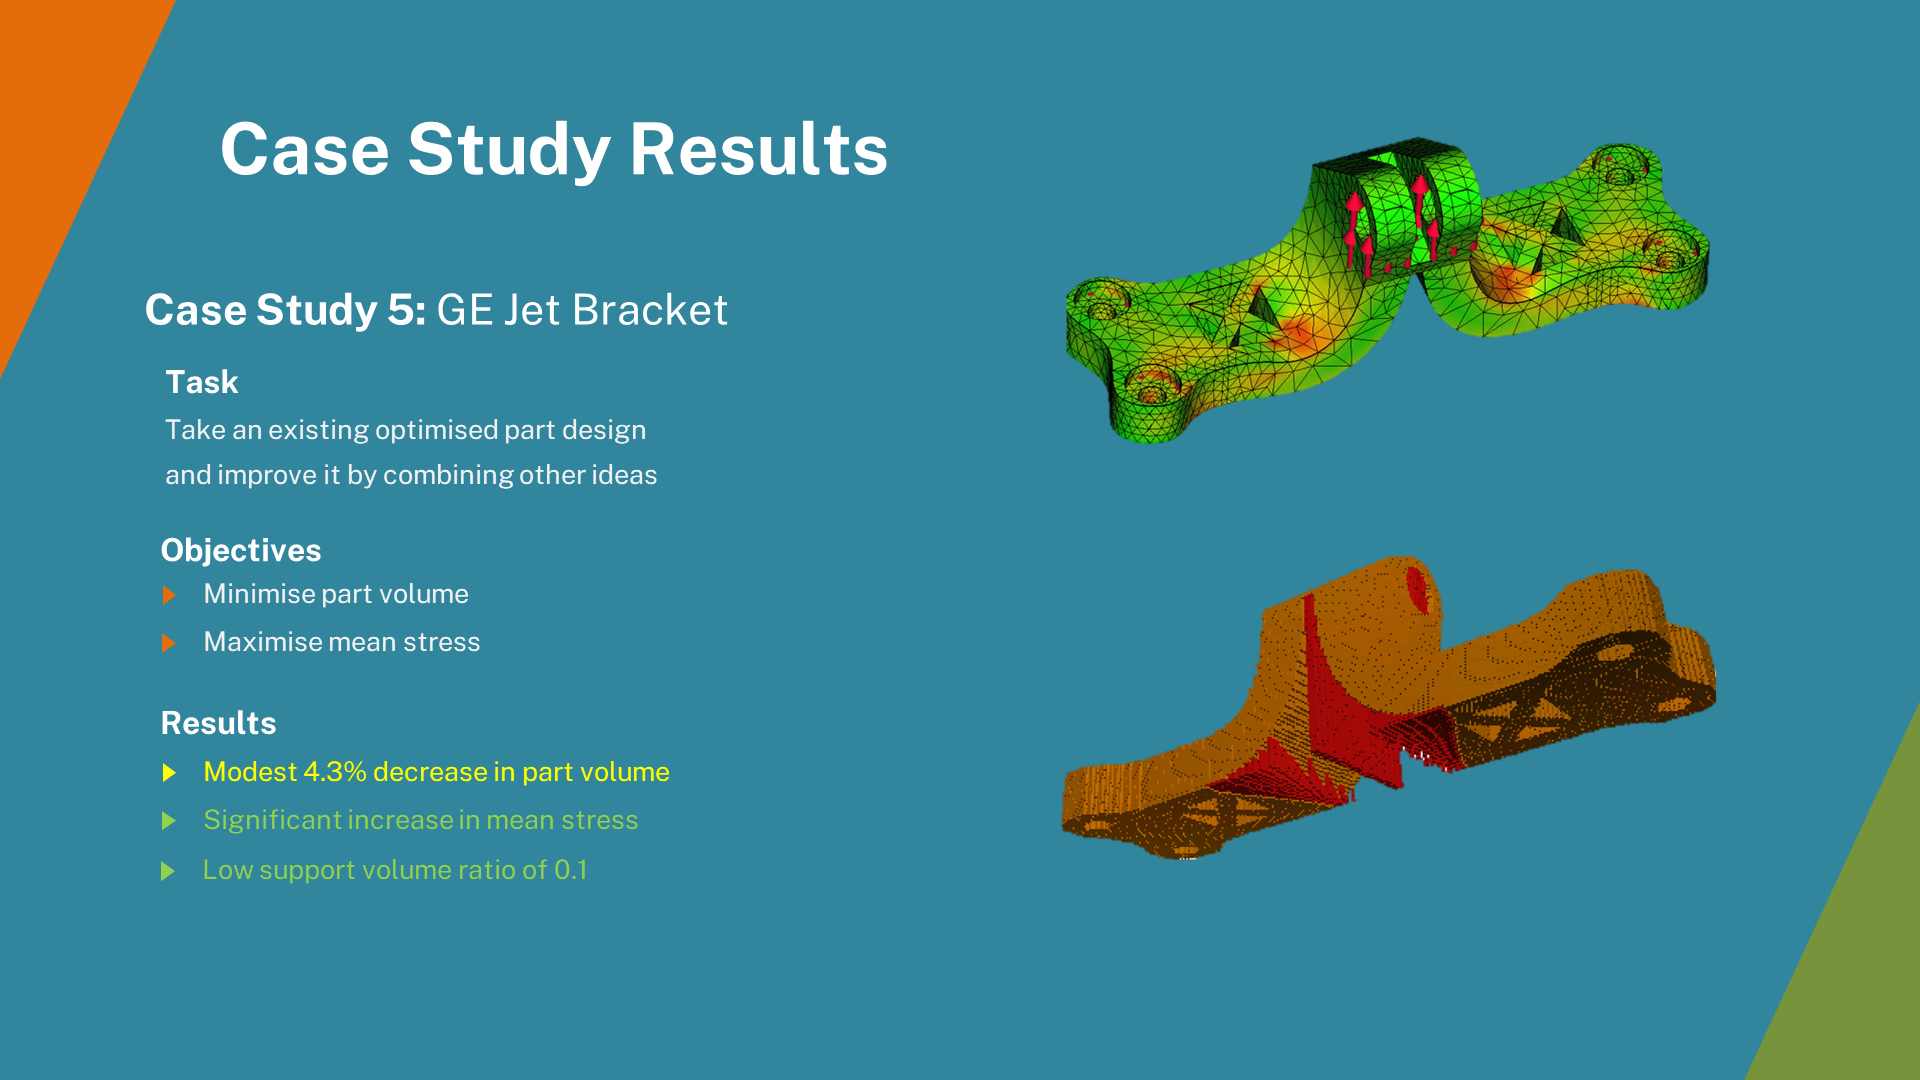 Case Study Results
Case Study 5: GE Jet Bracket
Task
Take an existing optimised part design
and improve it by combining other ideas
Objectives
Minimise part volume
Maximise mean stress
Results
Modest 4.3% decrease in part volume
Significant increase in mean stress
Low support volume ratio of 0.1